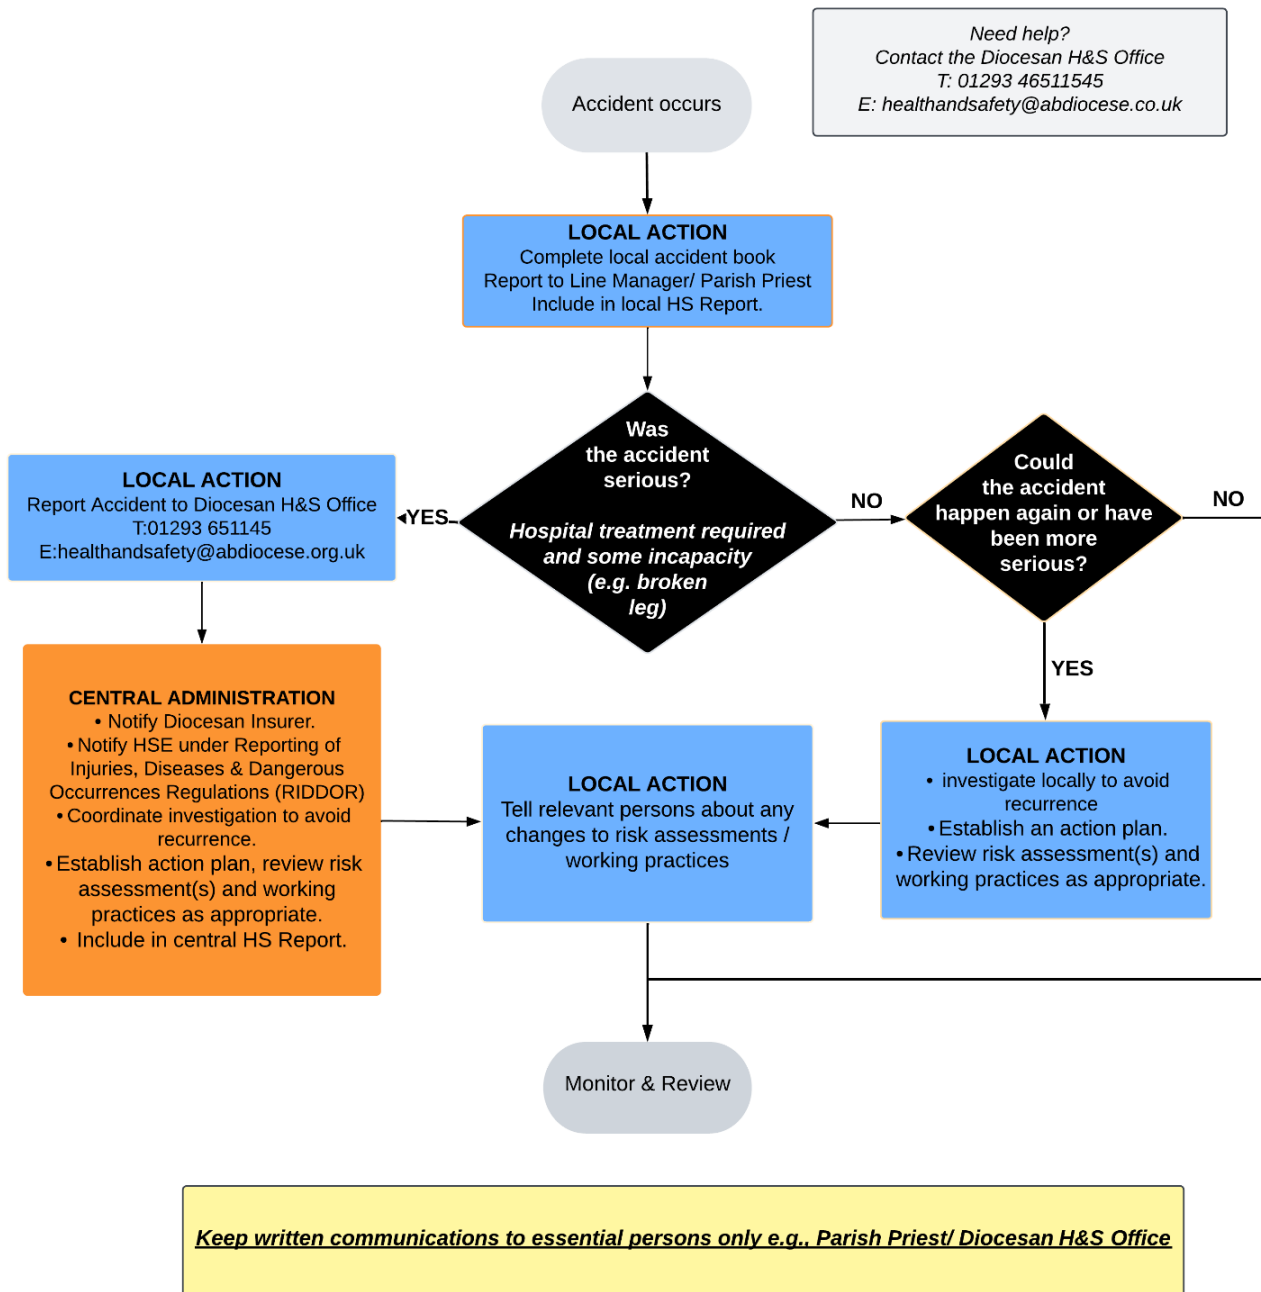 Need help?
Contact the Diocesan H&S Office
T: 01293 46511545
E: healthandsafety@abdiocese.co.uk
Accident occurs
LOCAL ACTION
Complete local accident book
Report to Line Manager/ Parish Priest
Include in local HS Report.
Was
the accident
serious?
Hospital treatment required
and some incapacity
(e.g. broken
leg)
YES
NO
Could
the accident
happen again or have
been more
serious?
NO
YES
LOCAL ACTION
Report Accident to Diocesan H&S Office
T:01293 651145
E:healthandsafety@abdiocese.org.uk
CENTRAL ADMINISTRATION
• Notify Diocesan Insurer.
• Notify HSE under Reporting of
Injuries, Diseases & Dangerous
Occurrences Regulations (RIDDOR)
• Coordinate investigation to avoid
recurrence.
• Establish action plan, review risk
assessment(s) and working
practices as appropriate.
• Include in central HS Report.
LOCAL ACTION
Tell relevant persons about any
changes to risk assessments /
working practices
LOCAL ACTION
• investigate locally to avoid
recurrence
• Establish an action plan.
• Review risk assessment(s) and
working practices as appropriate.
Monitor & Review
Keep written communications to essential persons only e.g., Parish Priest/ Diocesan H&S Office